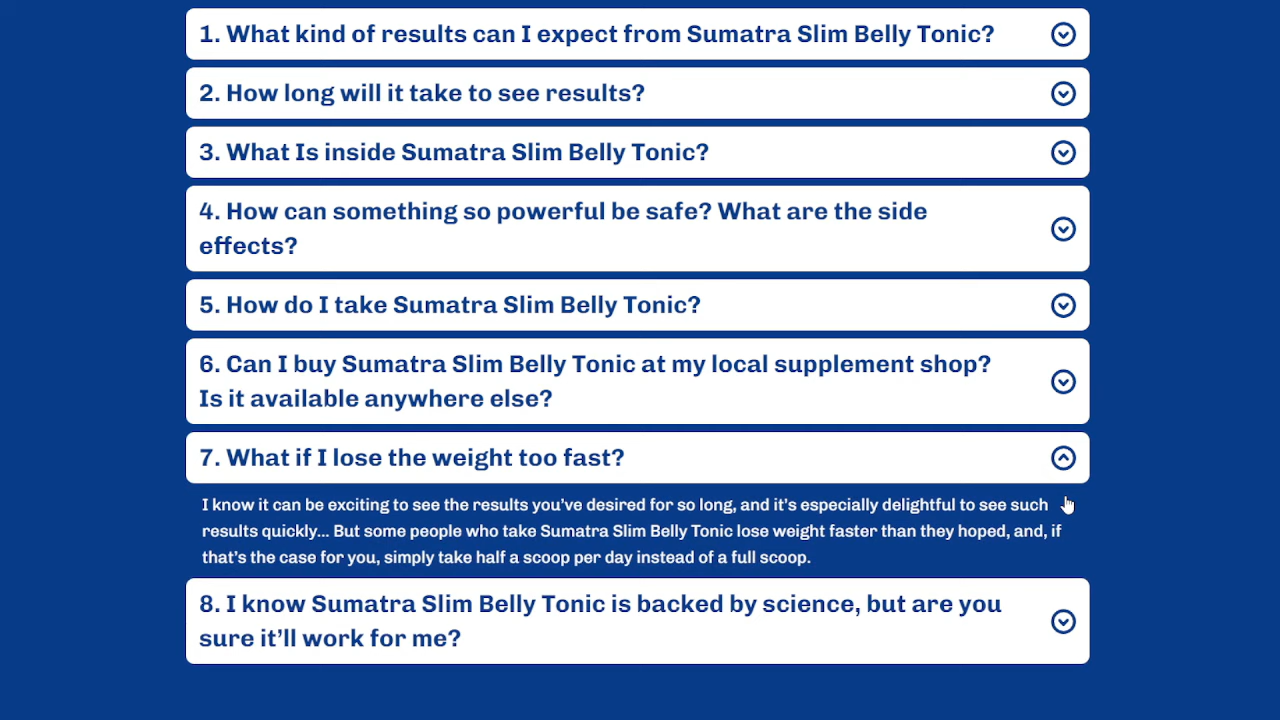 1. What kind of results can I expect from Sumatra Slim Belly Tonic?
2. How long will it take to see results?
3. What Is inside Sumatra Slim Belly Tonic?
4. How can something so powerful be safe? What are the side
effects?
5. How do I take Sumatra Slim Belly Tonic?
6. Can I buy Sumatra Slim Belly Tonic at my local supplement shop?
Is it available anywhere else?
7. What if I lose the weight too fast?
I know it can be exciting to see the results you’ve desired for so long, and it’s especially delightful to see such
results quickly... But some people who take Sumatra Slim Belly Tonic lose weight faster than they hoped, and, if
that’s the case for you, simply take half a scoop per day instead of a full scoop.
8. I know Sumatra Slim Belly Tonic is backed by science, but are you
sure it’ll work for me?